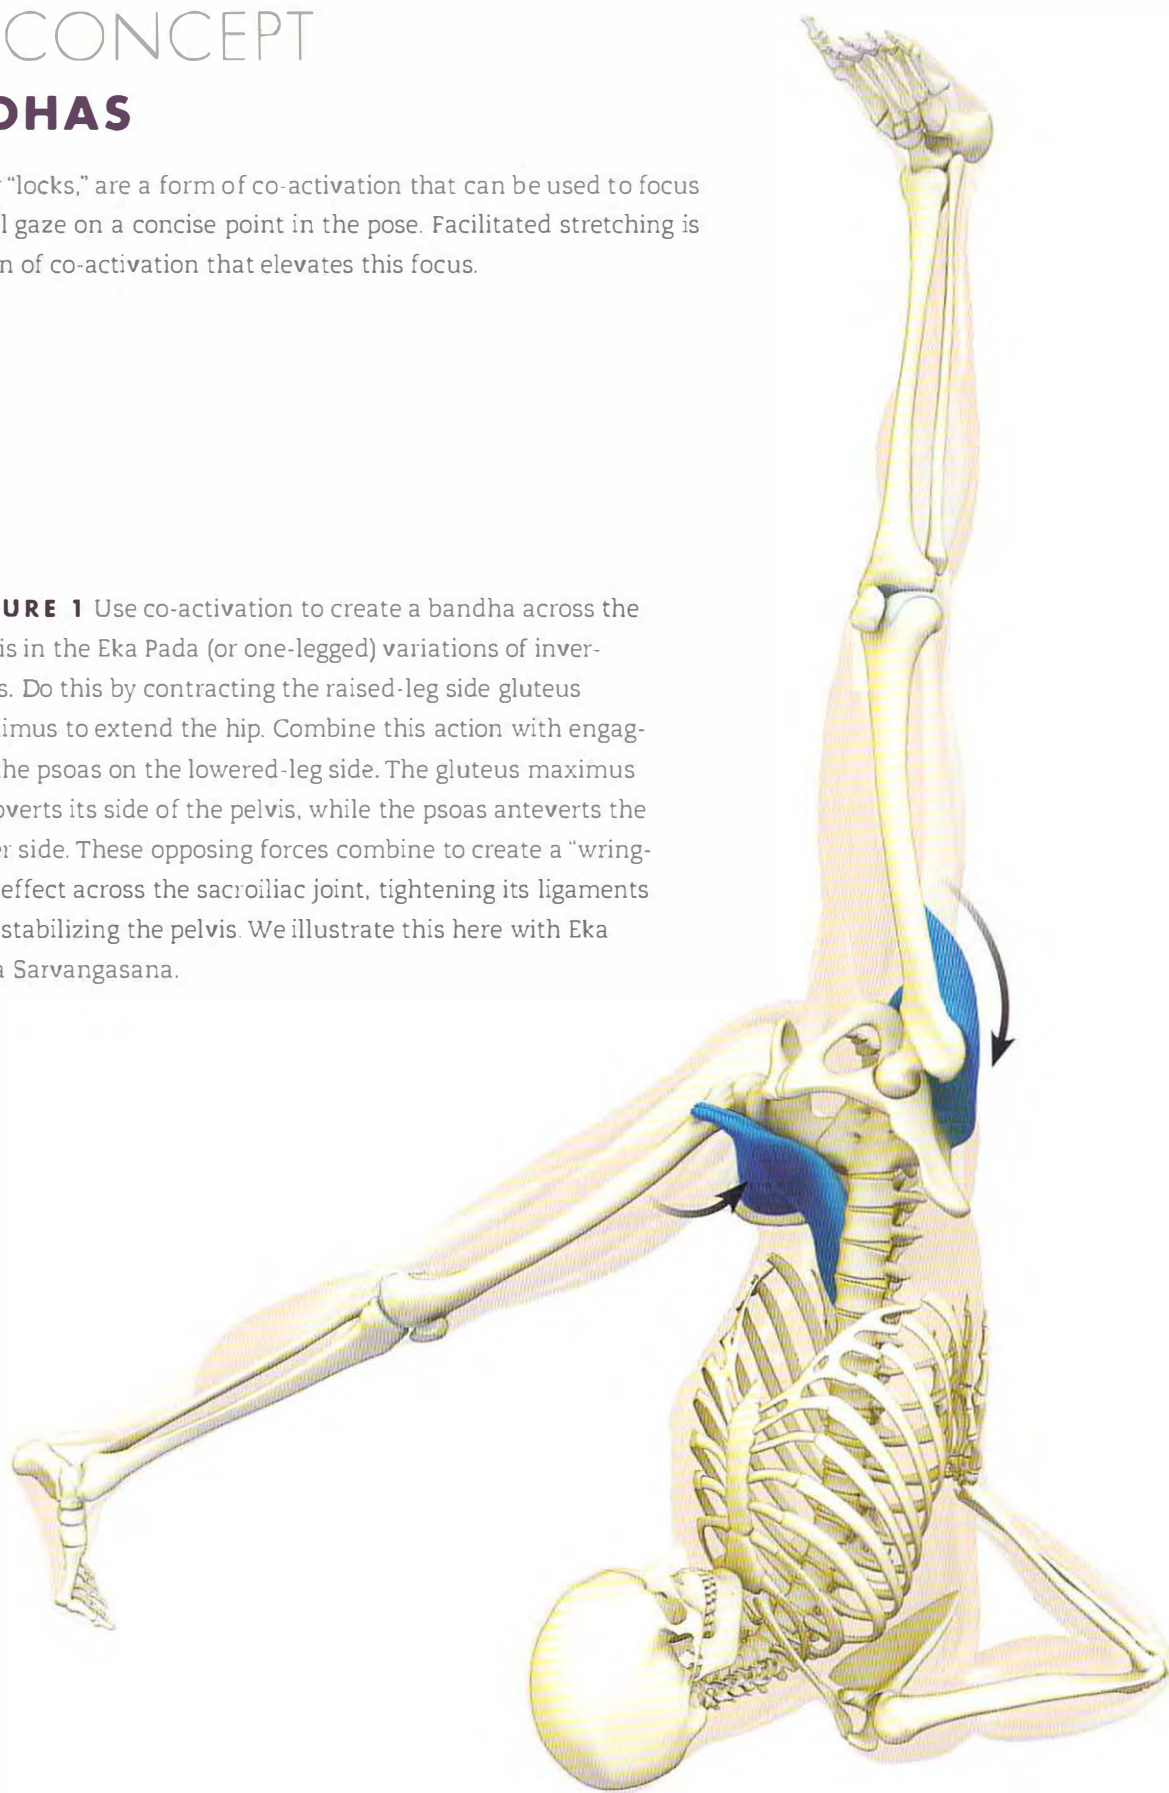 CONCEPT
DHAS
“locks,” are a form of co-activation that can be used to focus
l gaze on a concise point in the pose. Facilitated stretching is
n of co-activation that elevates this focus.
URE 1 Use co-activation to create a bandha across the
is in the Eka Pada (or one-legged) variations of inver-
s. Do this by contracting the raised-leg side gluteus
imus to extend the hip. Combine this action with engag-
he psoas on the lowered-leg side. The gluteus maximus
overts its side of the pelvis, while the psoas anteverts the
r side. These opposing forces combine to create a “wring-
effect across the sacroiliac joint, tightening its ligaments
stabilizing the pelvis. We illustrate this here with Eka
a Sarvangasana.